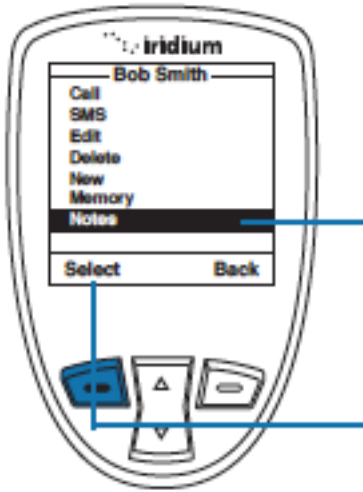 iridium
Bob Smith
Call
SMS
Edit
Delete
New
Memory
Notes
Select Back